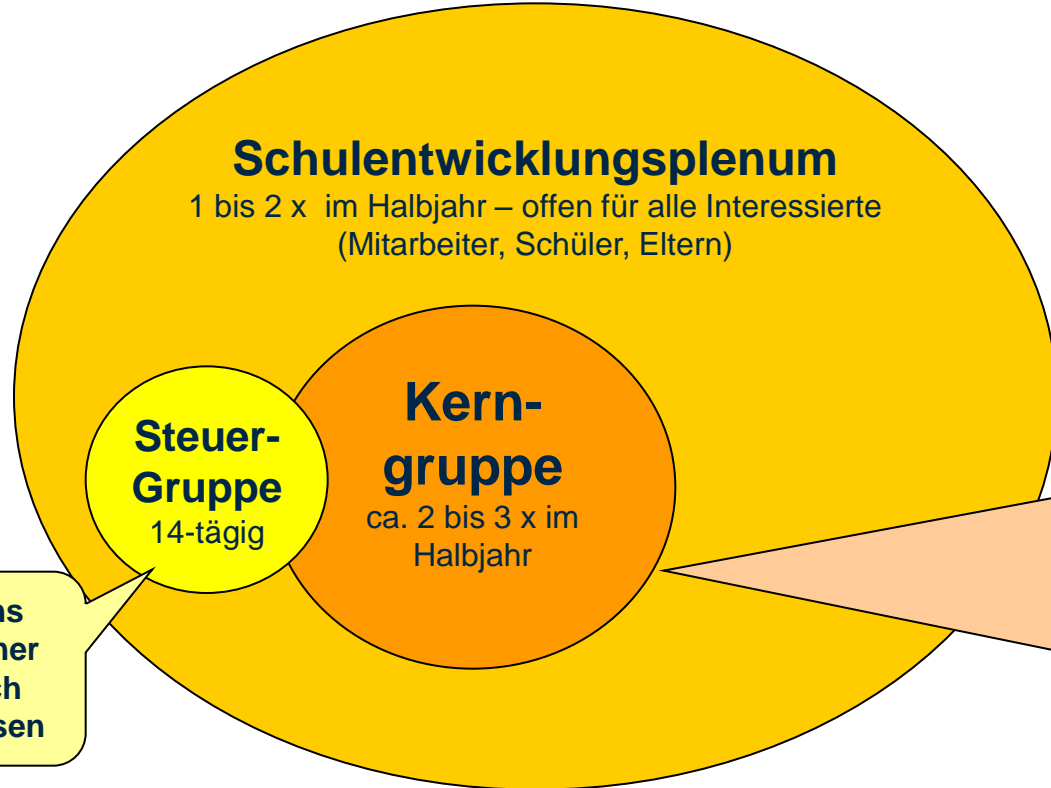 Schulentwicklungsplenum
1 bis 2 x im Halbjahr – offen für alle Interessierte
(Mitarbeiter, Schüler, Eltern)
Kern-
gruppe
ca. 2 bis 3 x im
Halbjahr
Steuer-
Gruppe
14-tägig